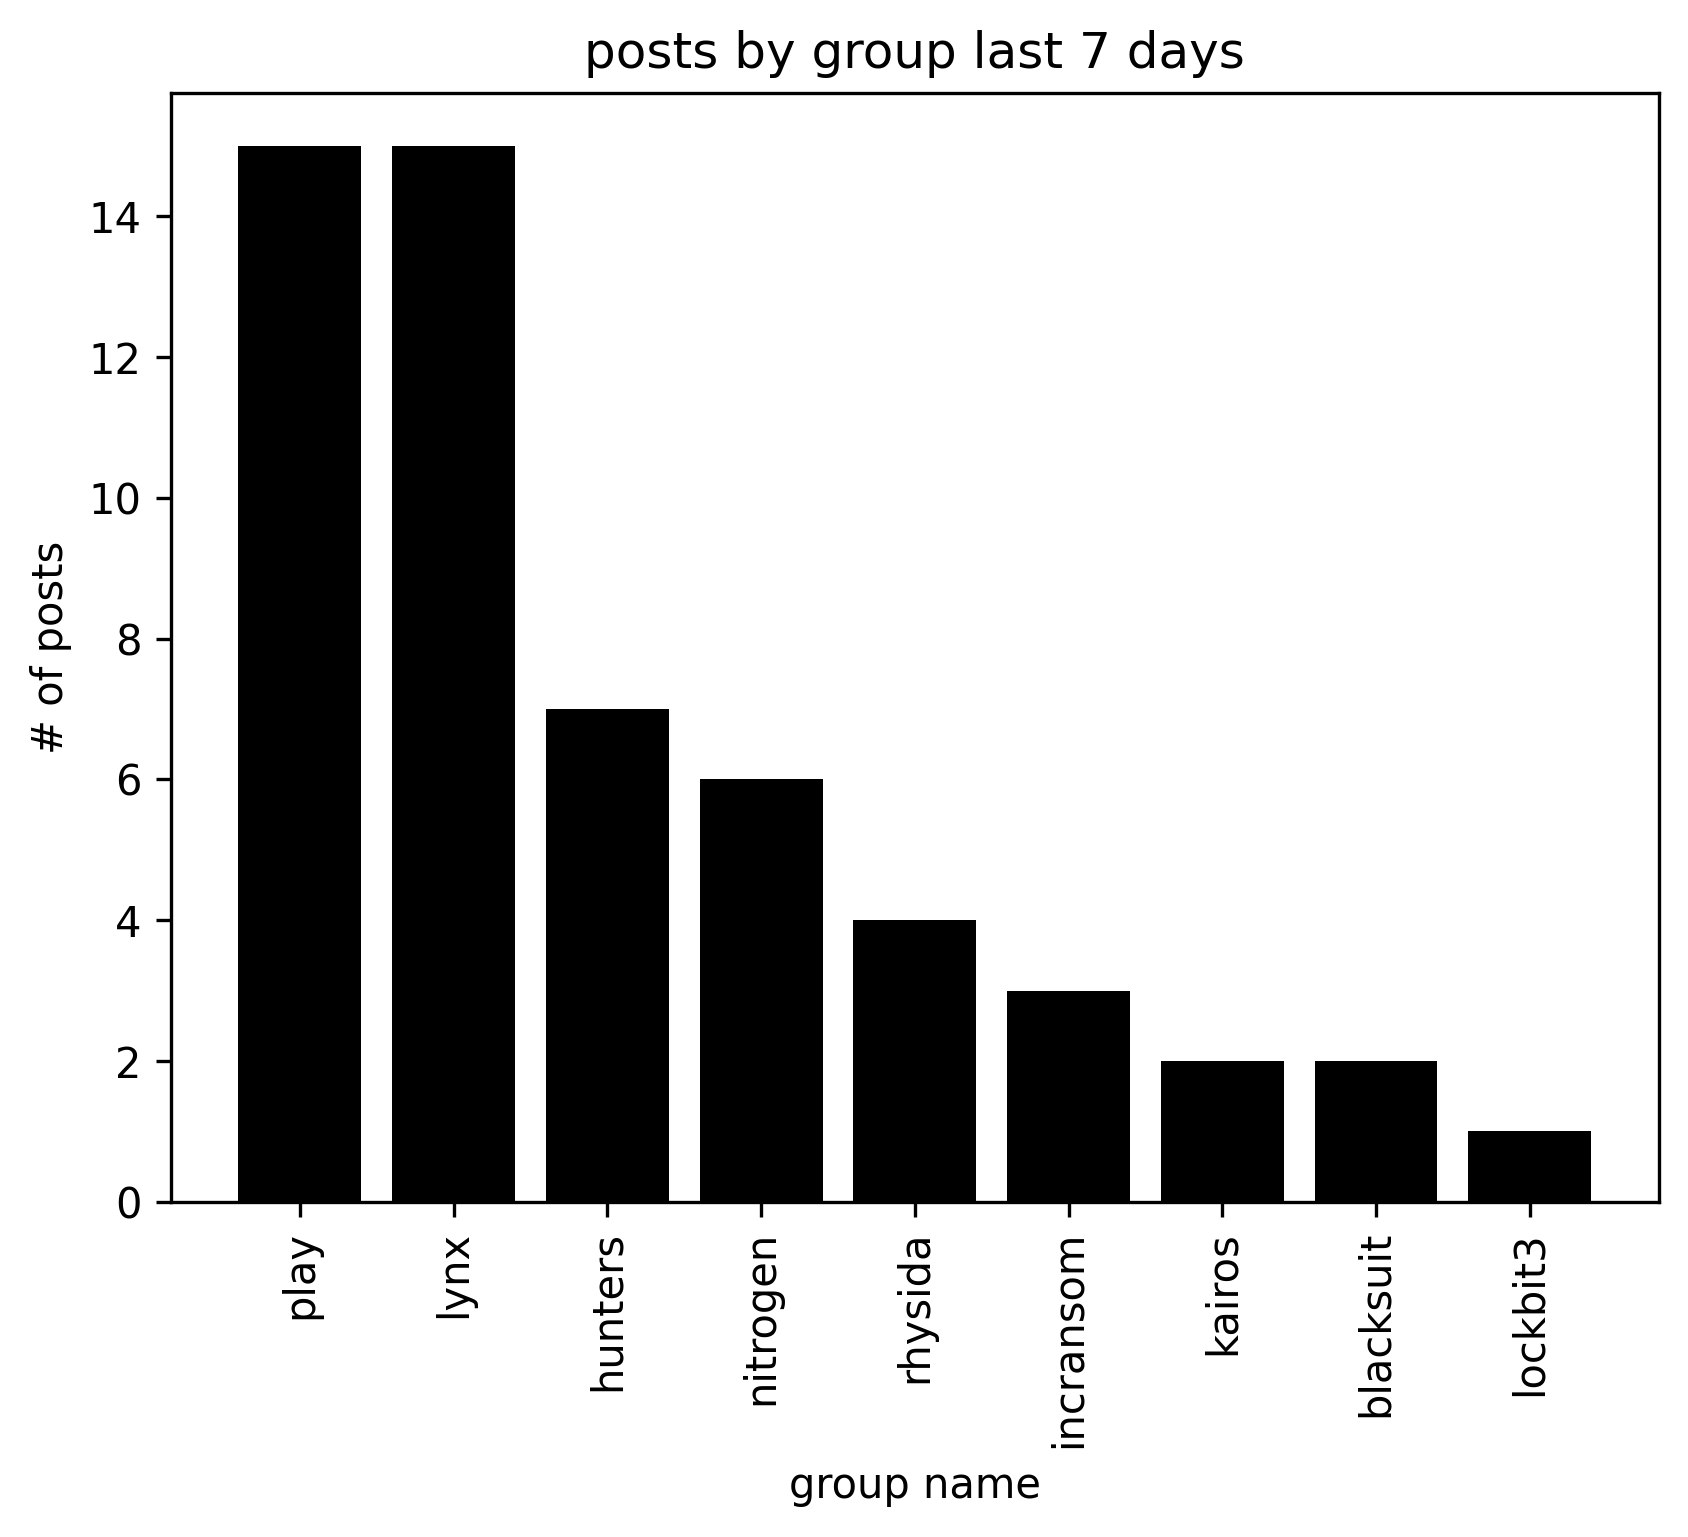 posts by group last 7 days
# of posts
14
12
10
8
6
4
2
0
play
lynx
hunters
nitrogen
rhysida
incransom
kairos
blacksuit
lockbit3
group name